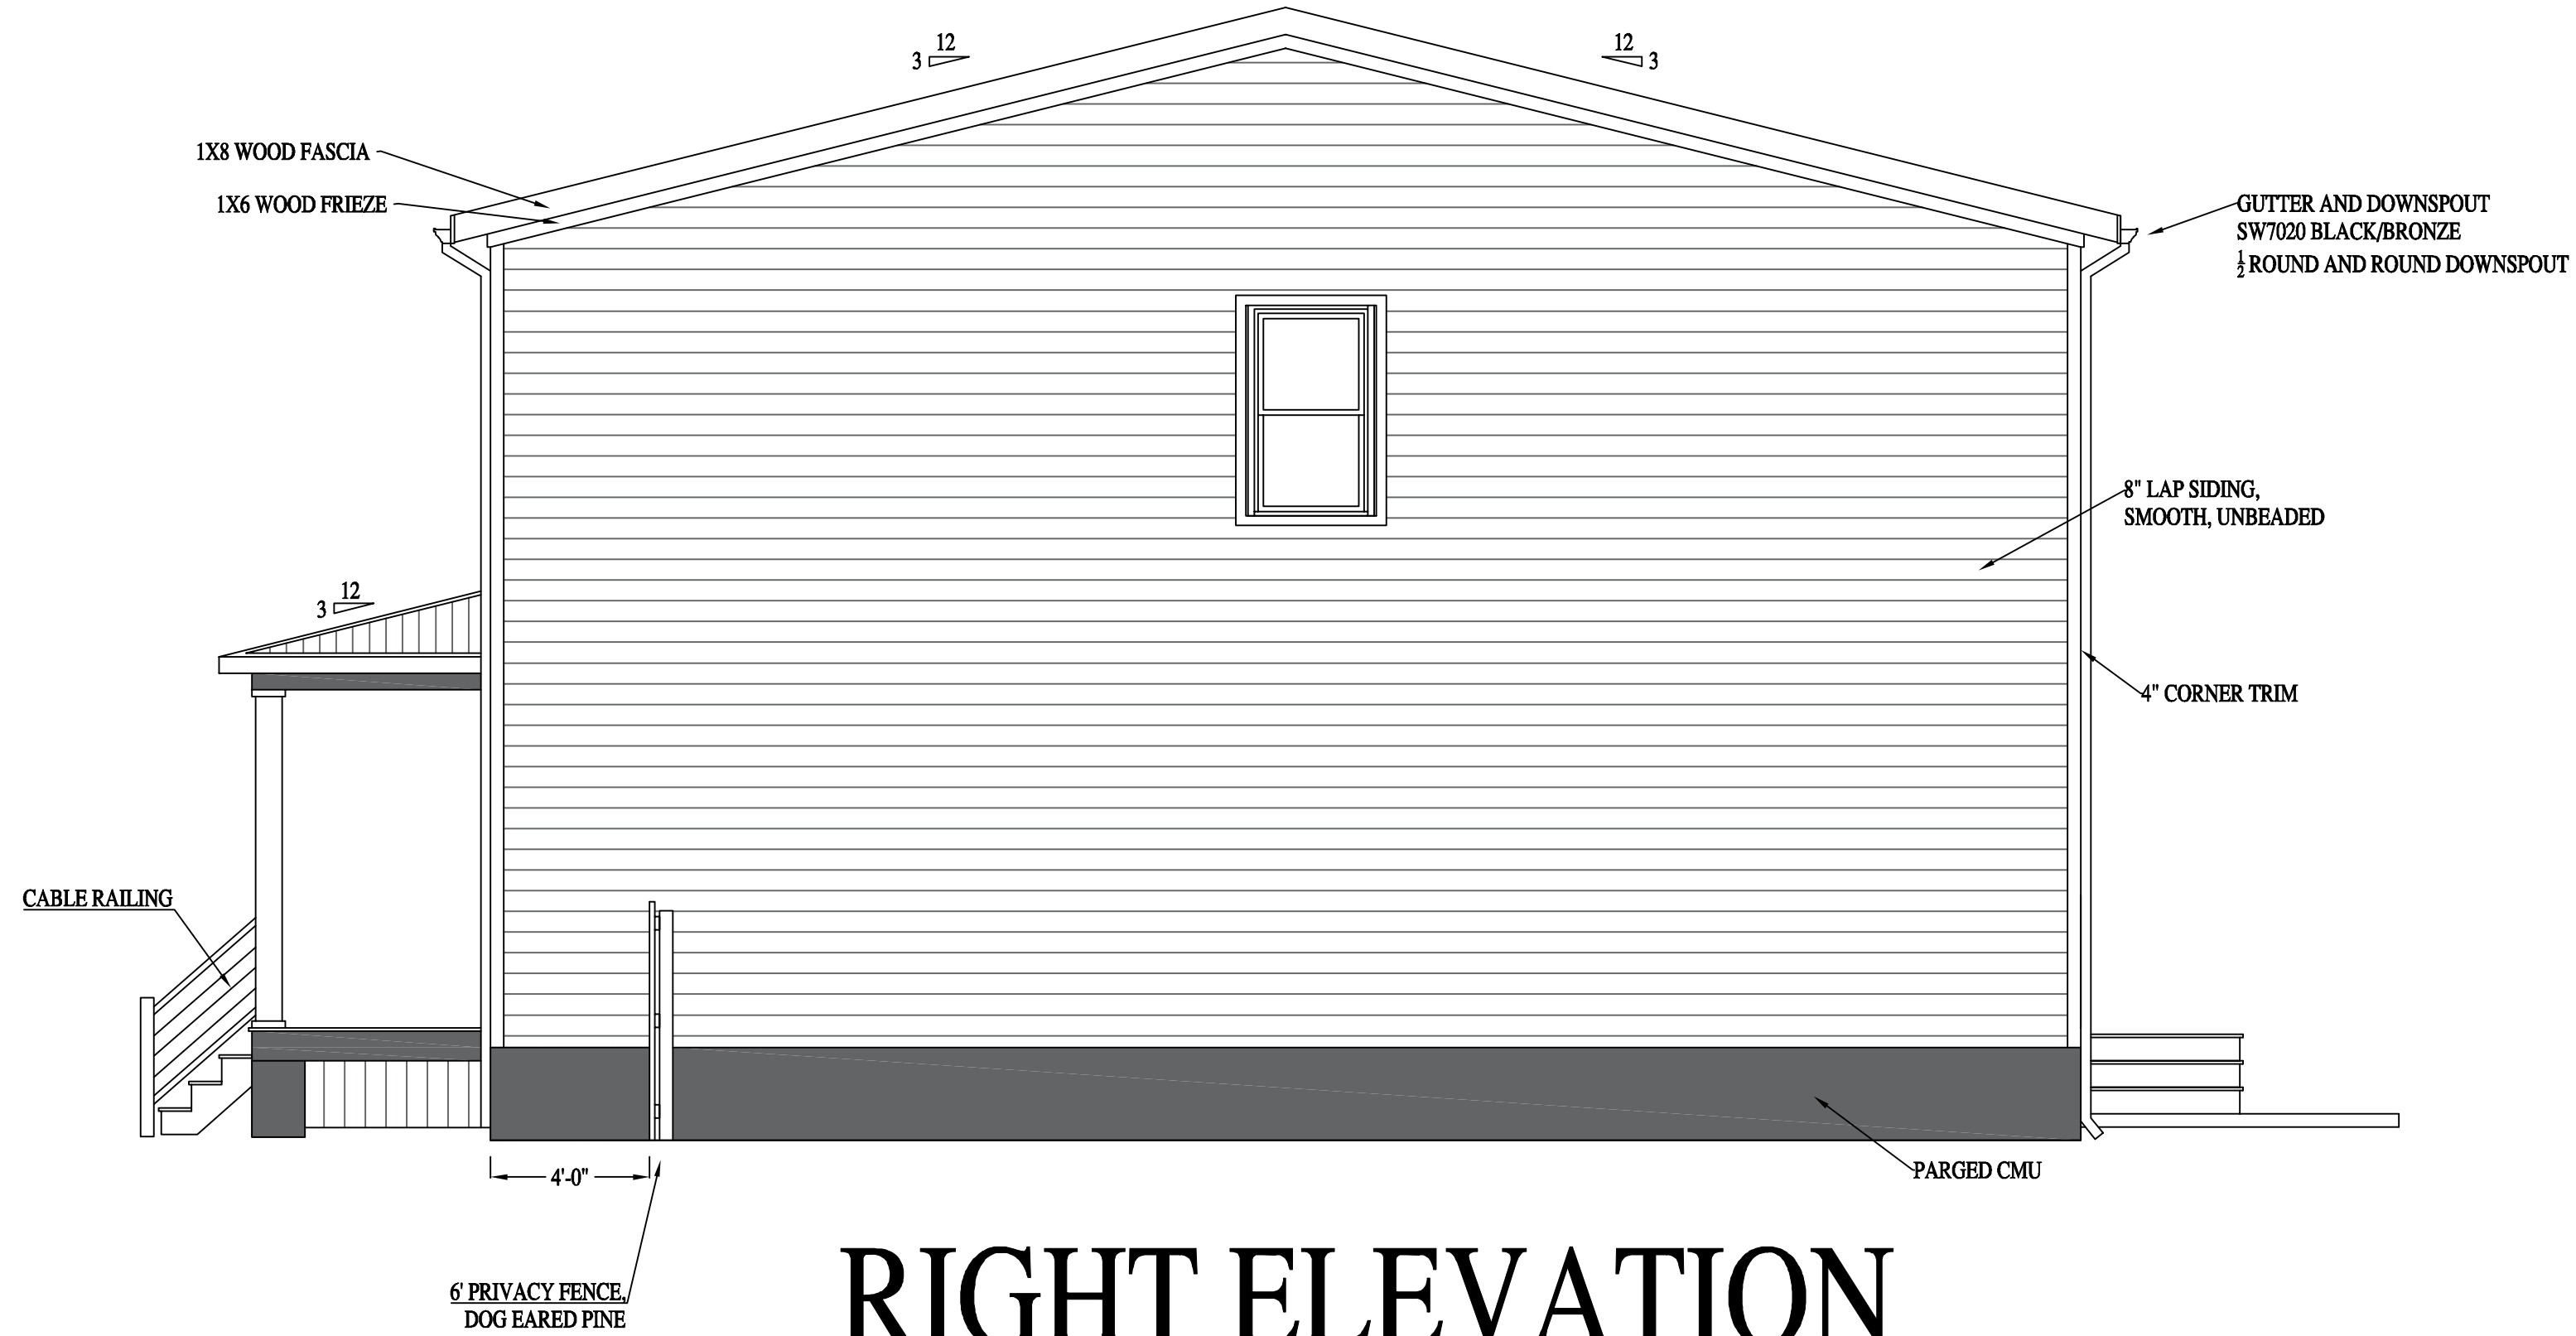 12
3
12
3
1X8 WOOD FASCIA
1X6 WOOD FRIEZE
GUTTER AND DOWNSPOUT
SW7020 BLACK/BRONZE
½ ROUND AND ROUND DOWNSPOUT
8" LAP SIDING,
SMOOTH, UNBEADED
12
3
4" CORNER TRIM
CABLE RAILING
PARGED CMU
4'-0"
6' PRIVACY FENCE,
DOG EARED PINE
RIGHT ELEVATION